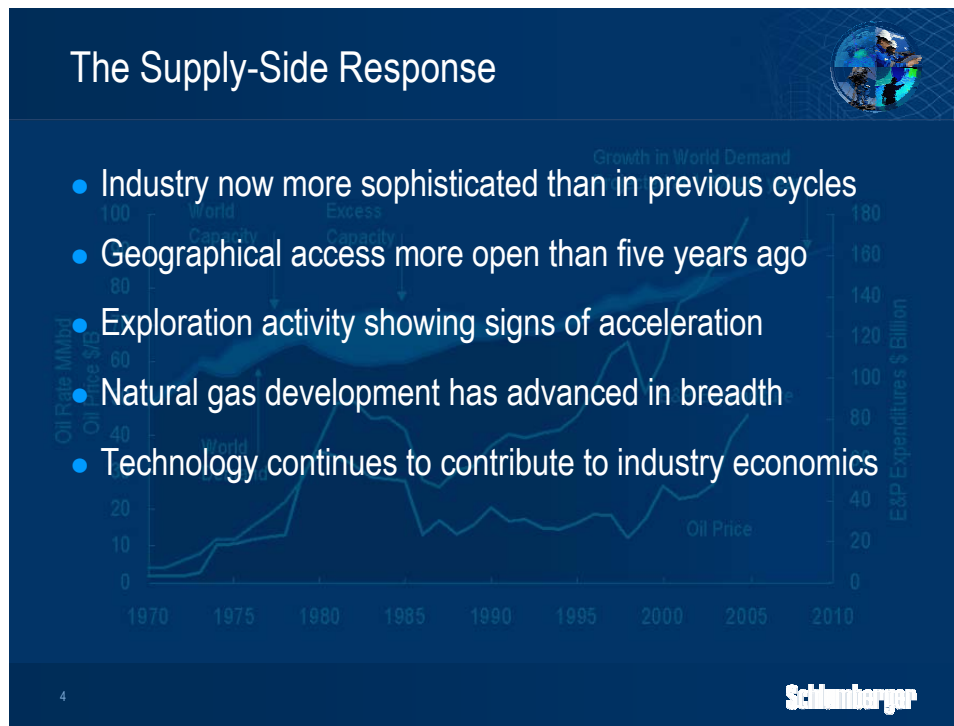 The Supply-Side Response
Growth in World Demand
Industry now more sophisticated than in previous cycles
100 World Excess 180
Capacity Capacity
Geographical access more open than five years ago
160
80
140
Exploration activity showing signs of acceleration
120
60
100
Natural gas development has advanced in breadth
80
40
World
Technology continues to contribute to industry economics
40
20
Oil Price
20
10
0 0
1970 1975 1980 1985 1990 1995 2000 2005 2010
Oil Rate MMbd
Oil Price $/B
E&P Expenditures $ Billion
4
Schlumberger